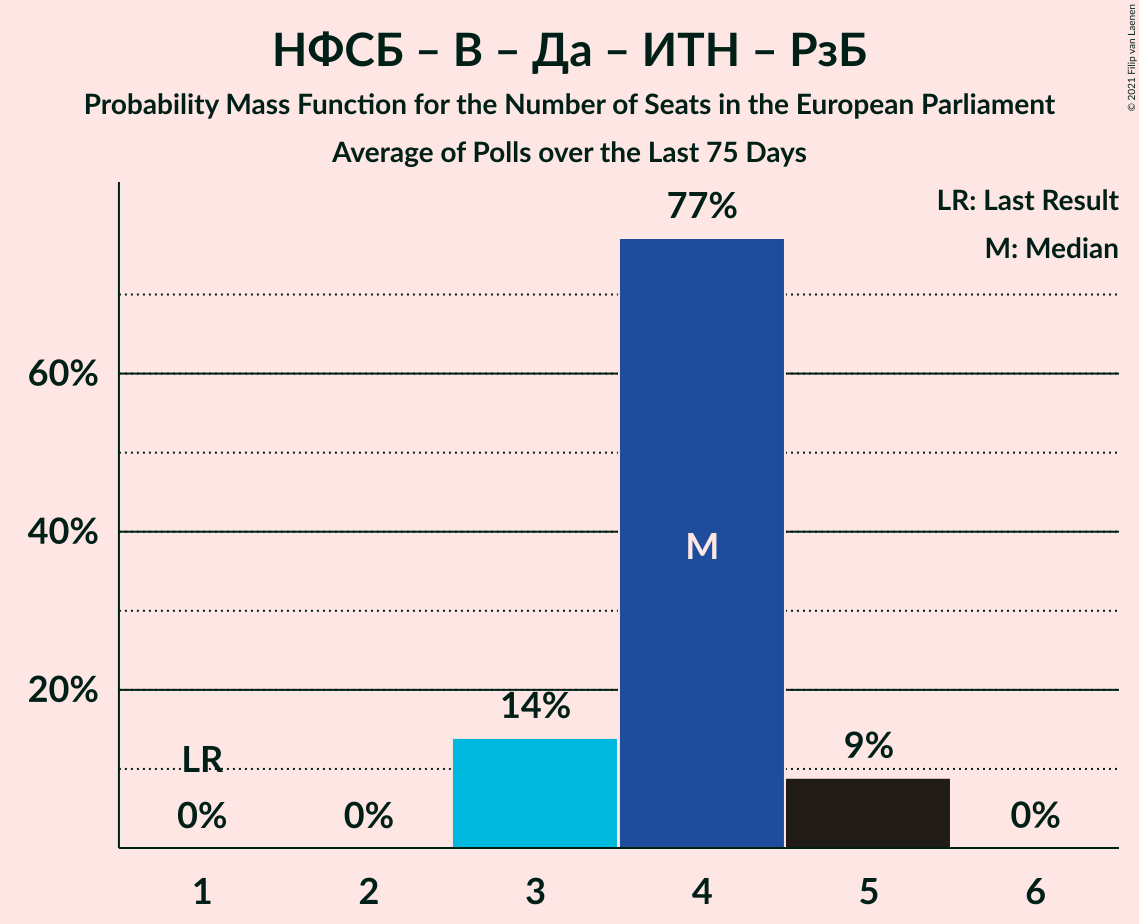 НФСБ – В – Да – ИТН – РзБ
Probability Mass Function for the Number of Seats in the European Parliament
Average of Polls over the Last 75 Days
© 2021 Filip van Laenen
LR: Last Result
M: Median
77%
60%
40%
M
20%
14%
9%
LR
0%
0%
0%
1
2
3
4
5
6